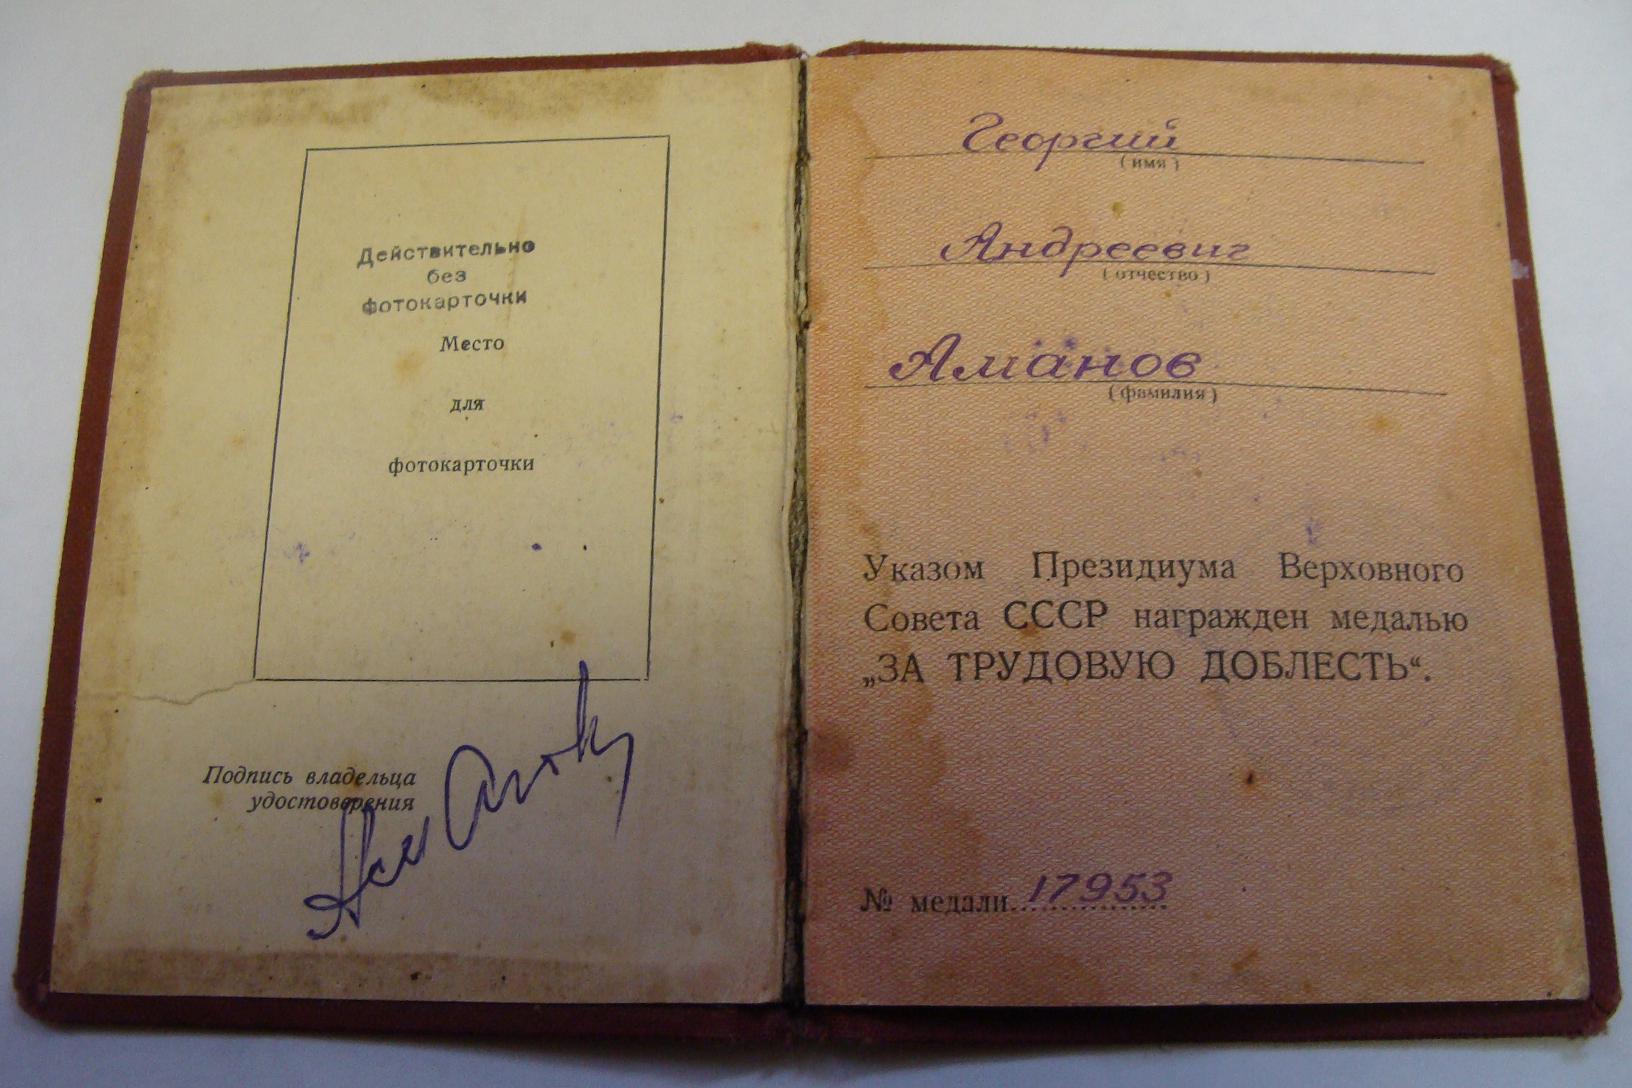 Действительно
без
фотокарточки
Место
для
фотокарточки
Подпись владельца
удостоверения
Георгий
(имя)
Андреевич
(отчество)
Аманов
(фамилия)
Указом Президиума Верховного
Совета СССР награжден медалью
„ЗА ТРУДОВУЮ ДОБЛЕСТЬ“.
№ медали 17953